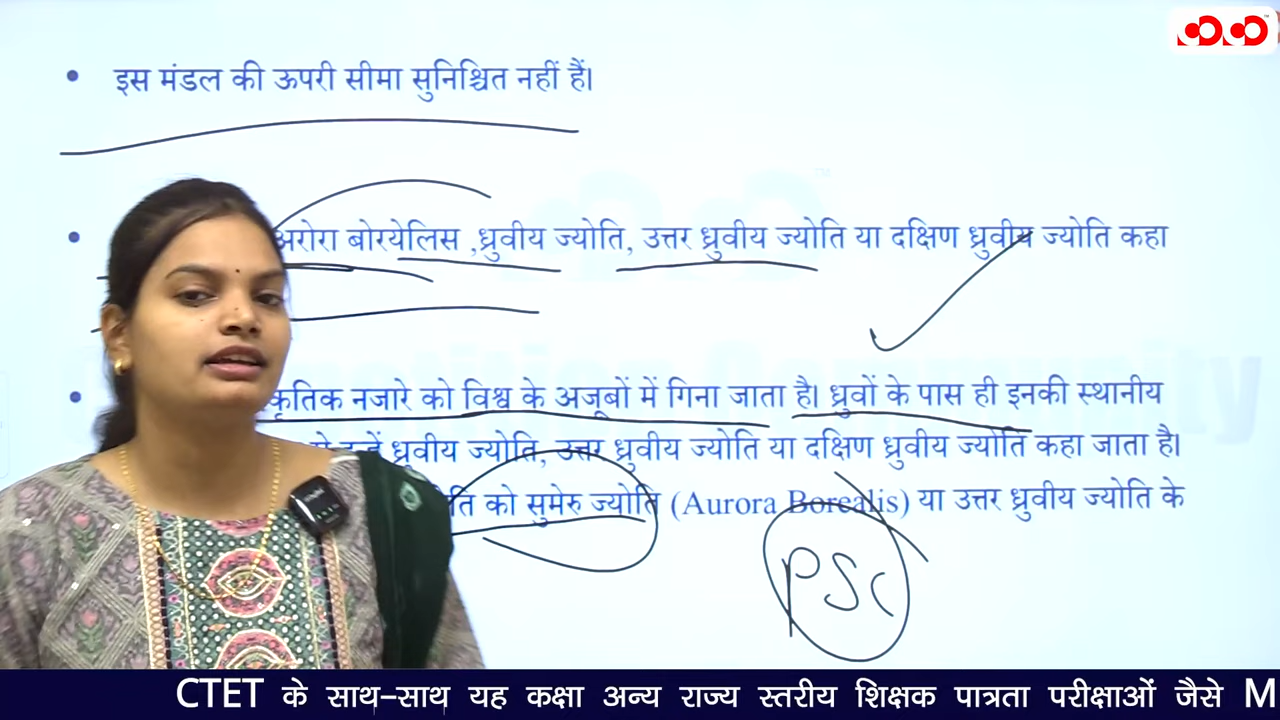 इस मंडल की ऊपरी सीमा सुनिश्चित नहीं हैं।
अरोरा बोरयेलिस ,ध्रुवीय ज्योति, उत्तर ध्रुवीय ज्योति या दक्षिण ध्रुवीय ज्योति कहा
कृतिक नजारे को विश्व के अजूबों में गिना जाता है। ध्रुवों के पास ही इनकी स्थानीय
ध्रुवीय ज्योति, उत्तर ध्रुवीय ज्योति या दक्षिण ध्रुवीय ज्योति कहा जाता है।
ति को सुमेरु ज्योति (Aurora Borealis) या उत्तर ध्रुवीय ज्योति के
PSC
CTET के साथ-साथ यह कक्षा अन्य राज्य स्तरीय शिक्षक पात्रता परीक्षाओं जैसे M